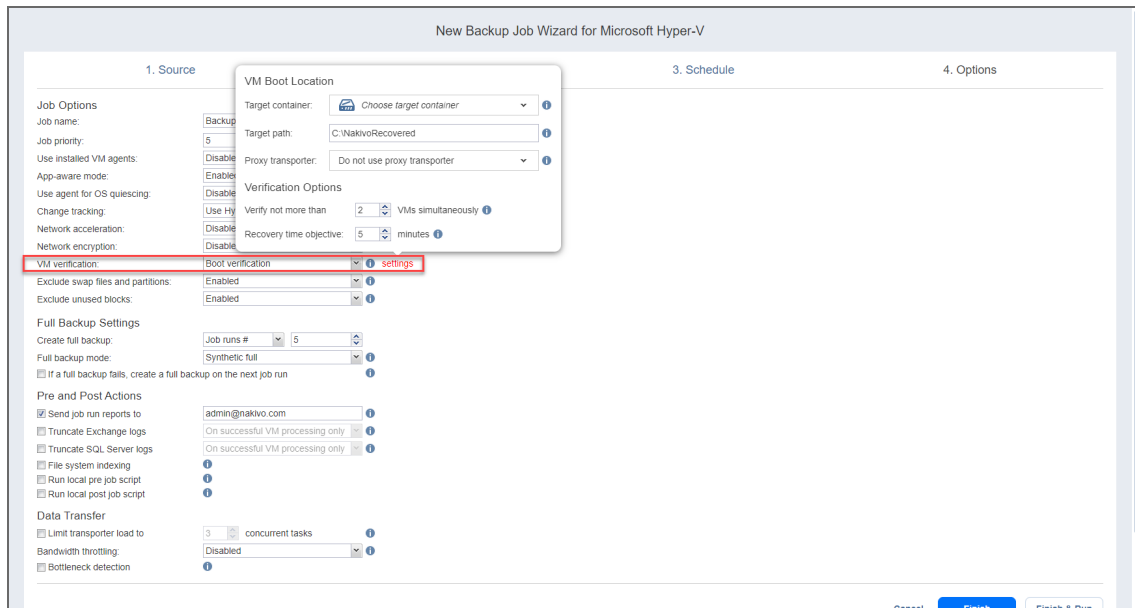 New Backup Job Wizard for Microsoft Hyper-V
1. Source
3. Schedule
4. Options
VM Boot Location
Target container: Choose target container
Target path: C:\NakivoRecovered
Proxy transporter: Do not use proxy transporter
Verification Options
Verify not more than 2 VMs simultaneously
Recovery time objective: 5 minutes
Job Options
Job name: Backup
Job priority: 5
Use installed VM agents: Disable
App-aware mode: Enable
Use agent for OS quiescing: Disable
Change tracking: Use Hy
Network acceleration: Disable
Network encryption: Disable
VM verification: Boot verification settings
Exclude swap files and partitions: Enabled
Exclude unused blocks: Enabled
Full Backup Settings
Create full backup: Job runs # 5
Full backup mode: Synthetic full
If a full backup fails, create a full backup on the next job run
Pre and Post Actions
Send job run reports to admin@nakivo.com
Truncate Exchange logs On successful VM processing only
Truncate SQL Server logs On successful VM processing only
File system indexing
Run local pre job script
Run local post job script
Data Transfer
Limit transporter load to 3 concurrent tasks
Bandwidth throttling: Disabled
Bottleneck detection
Cancel Finish Finish & Run